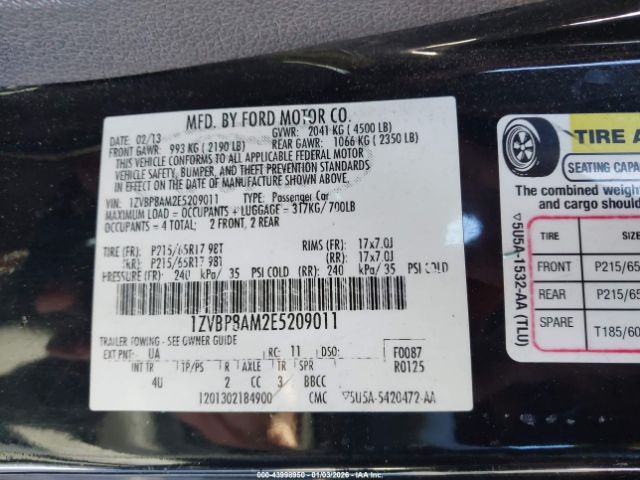 MFD. BY FORD MOTOR CO.
DATE: 02/13 GVWR: 2041 KG ( 4500 LB)
FRONT GAWR: 993 KG ( 2190 LB) REAR GAWR: 1066 KG ( 2350 LB)
THIS VEHICLE CONFORMS TO ALL APPLICABLE FEDERAL MOTOR
VEHICLE SAFETY, BUMPER, AND THEFT PREVENTION STANDARDS
IN EFFECT ON THE DATE OF MANUFACTURE SHOWN ABOVE.
VIN: 1ZVBP8AM2E5209011 TYPE: Passenger Car
MAXIMUM LOAD = OCCUPANTS + LUGGAGE = 317KG/ 700LB
OCCUPANTS = 4 TOTAL: 2 FRONT, 2 REAR
TIRE (FR): P215/65R17 98T RIMS (FR): 17x7.0J
(RR): P215/65R17 98T (RR): 17x7.0J
PRESSURE (FR): 240 kPa/ 35 PSI COLD (RR): 240 kPa/ 35 PSI COLD
1ZVBP8AM2E5209011
TRAILER TOWING - SEE OWNER GUIDE
EXT PNT: UA RC: 11 DSO: F0087
INT TR TP/PS R AXLE TR SPR R0125
4U 2 CC 3 BBCC
1201302184900 CMC 5U5A-5420472-AA
5U5A-1532-AA (TLU)
TIRE
SEATING
The combined weight
and cargo should
TIRE
FRONT P215/65
REAR P215/65
SPARE T185/60
000-43998950 - 01/03/2026 -